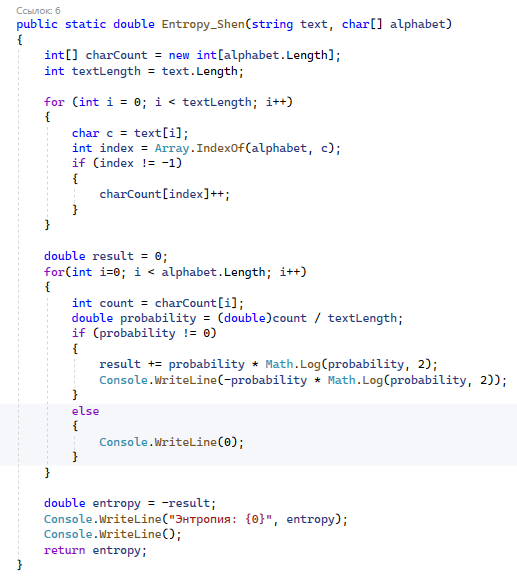 Ссылок: 6
public static double Entropy_Shen(string text, char[] alphabet)
{
    int[] charCount = new int[alphabet.Length];
    int textLength = text.Length;

    for (int i = 0; i < textLength; i++)
    {
        char c = text[i];
        int index = Array.IndexOf(alphabet, c);
        if (index != -1)
        {
            charCount[index]++;
        }
    }

    double result = 0;
    for(int i=0; i < alphabet.Length; i++)
    {
        int count = charCount[i];
        double probability = (double)count / textLength;
        if (probability != 0)
        {
            result += probability * Math.Log(probability, 2);
            Console.WriteLine(-probability * Math.Log(probability, 2));
        }
        else
        {
            Console.WriteLine(0);
        }
    }

    double entropy = -result;
    Console.WriteLine("Энтропия: {0}", entropy);
    Console.WriteLine();
    return entropy;
}